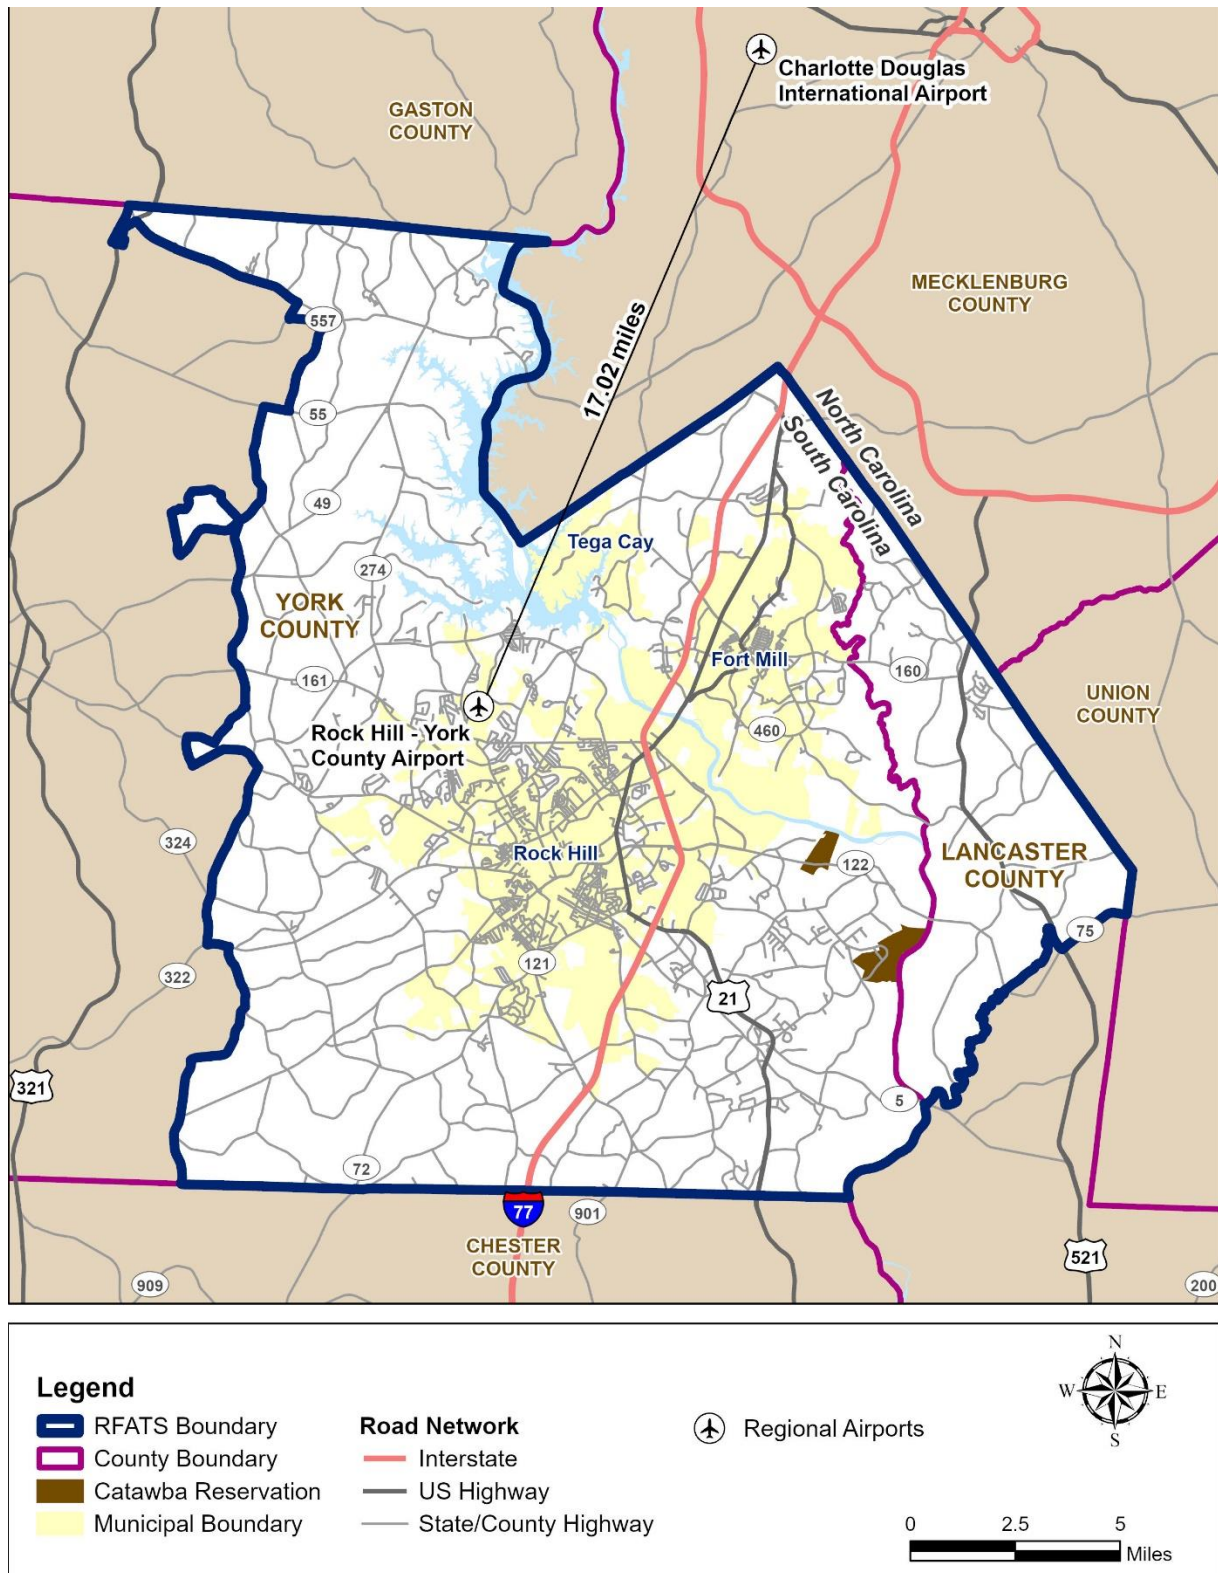 Charlotte Douglas
International Airport
GASTON
COUNTY
MECKLENBURG
COUNTY
17.02 miles
557
North Carolina
South Carolina
55
49
Tega Cay
274
YORK
COUNTY
Fort Mill
160
161
UNION
COUNTY
460
Rock Hill - York
County Airport
324
Rock Hill
122
LANCASTER
COUNTY
75
322
121
21
321
5
72
77
901
CHESTER
COUNTY
521
909
200
Legend
RFATS Boundary
County Boundary
Catawba Reservation
Municipal Boundary
Road Network
Interstate
US Highway
State/County Highway
Regional Airports
N
W
E
S
0
2.5
5
Miles